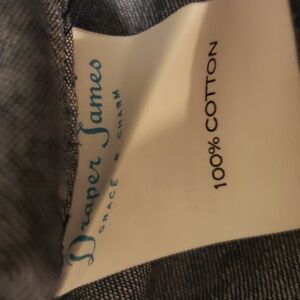 Draper James
GRACE & CHARM
100% COTTON